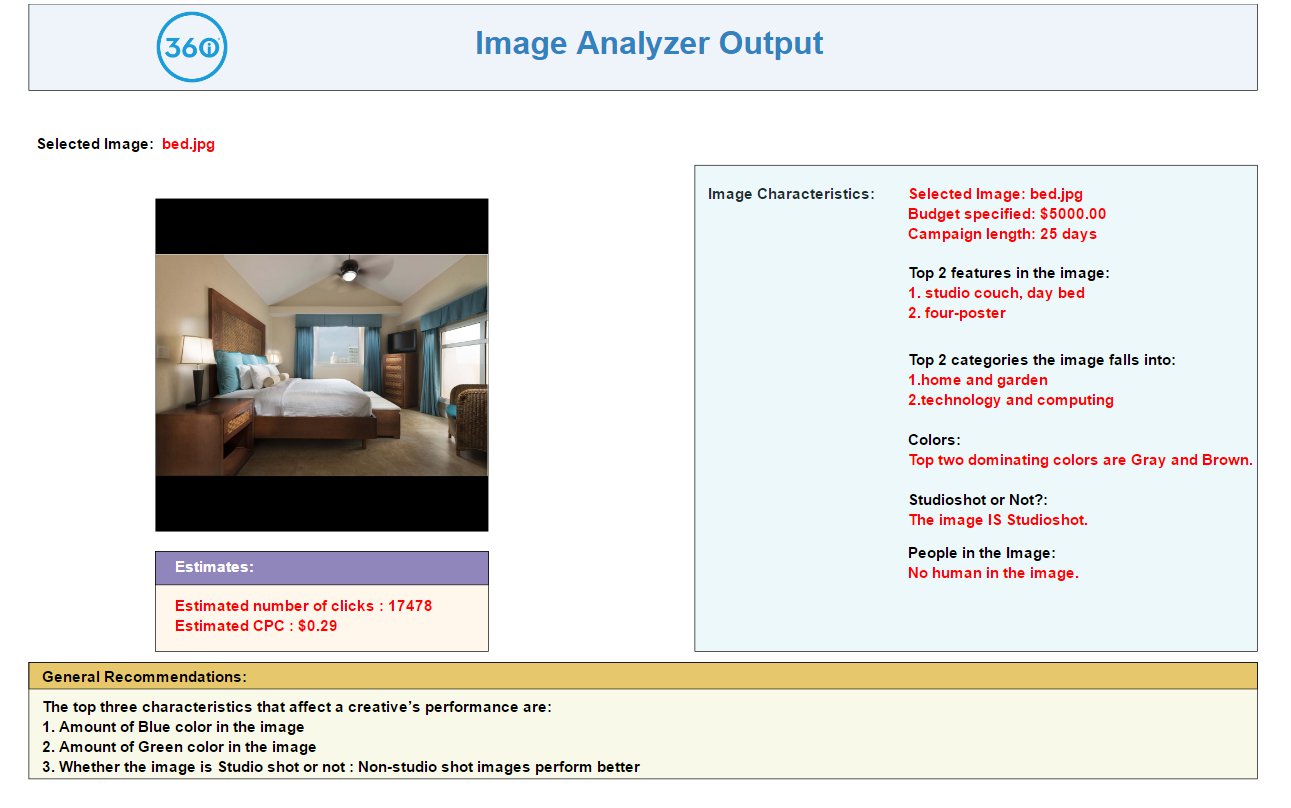 360i
Image Analyzer Output
Selected Image: bed.jpg
Image Characteristics:
Selected Image: bed.jpg
Budget specified: $5000.00
Campaign length: 25 days
Top 2 features in the image:
1. studio couch, day bed
2. four-poster
Top 2 categories the image falls into:
1.home and garden
2.technology and computing
Colors:
Top two dominating colors are Gray and Brown.
Studioshot or Not?:
The image IS Studioshot.
People in the Image:
No human in the image.
Estimates:
Estimated number of clicks : 17478
Estimated CPC : $0.29
General Recommendations:
The top three characteristics that affect a creative’s performance are:
1. Amount of Blue color in the image
2. Amount of Green color in the image
3. Whether the image is Studio shot or not : Non-studio shot images perform better